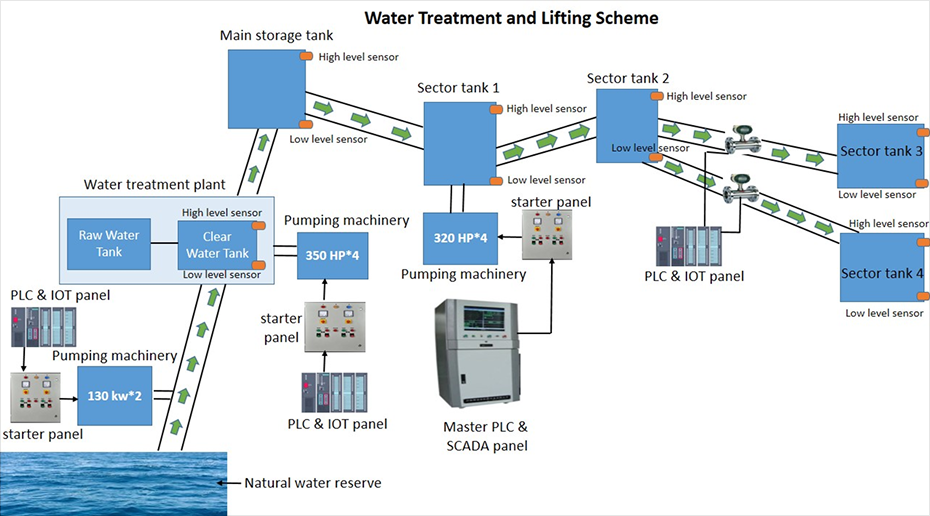 Water Treatment and Lifting Scheme
Main storage tank
High level sensor
Low level sensor
Sector tank 1
High level sensor
Low level sensor
Sector tank 2
High level sensor
Low level sensor
High level sensor
Sector tank 3
Low level sensor
High level sensor
Sector tank 4
Low level sensor
Water treatment plant
Raw Water
Tank
High level sensor
Clear
Water Tank
Low level sensor
Pumping machinery
350 HP*4
starter
panel
PLC & IOT panel
320 HP*4
Pumping machinery
starter panel
Master PLC &
SCADA panel
PLC & IOT panel
PLC & IOT panel
Pumping machinery
130 kw*2
starter panel
Natural water reserve